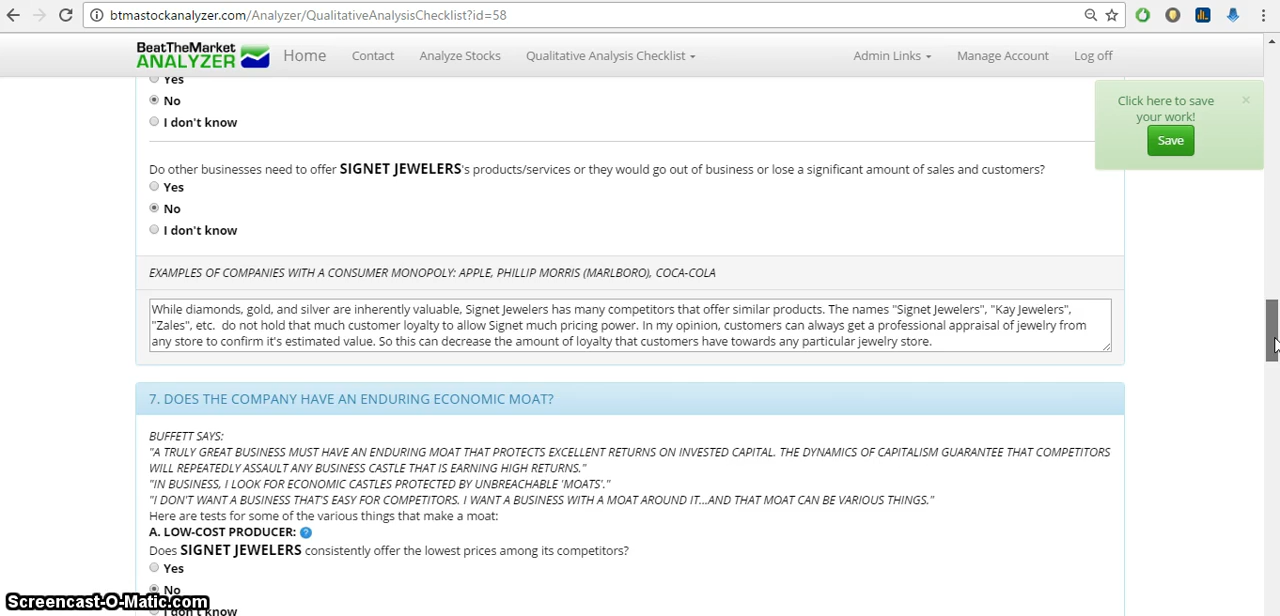 btmastockanalyzer.com/Analyzer/QualitativeAnalysisChecklist?id=58
BeatTheMarket
ANALYZER
Home
Contact
Analyze Stocks
Qualitative Analysis Checklist
Admin Links
Manage Account
Log off
Yes
No
I don't know
Click here to save
your work!
×
Save
Do other businesses need to offer SIGNET JEWELERS's products/services or they would go out of business or lose a significant amount of sales and customers?
Yes
No
I don't know
EXAMPLES OF COMPANIES WITH A CONSUMER MONOPOLY: APPLE, PHILLIP MORRIS (MARLBORO), COCA-COLA
While diamonds, gold, and silver are inherently valuable, Signet Jewelers has many competitors that offer similar products. The names "Signet Jewelers", "Kay Jewelers",
"Zales", etc. do not hold that much customer loyalty to allow Signet much pricing power. In my opinion, customers can always get a professional appraisal of jewelry from
any store to confirm it's estimated value. So this can decrease the amount of loyalty that customers have towards any particular jewelry store.
7. DOES THE COMPANY HAVE AN ENDURING ECONOMIC MOAT?
BUFFETT SAYS:
"A TRULY GREAT BUSINESS MUST HAVE AN ENDURING MOAT THAT PROTECTS EXCELLENT RETURNS ON INVESTED CAPITAL. THE DYNAMICS OF CAPITALISM GUARANTEE THAT COMPETITORS
WILL REPEATEDLY ASSAULT ANY BUSINESS CASTLE THAT IS EARNING HIGH RETURNS."
"IN BUSINESS, I LOOK FOR ECONOMIC CASTLES PROTECTED BY UNBREACHABLE 'MOATS'."
"I DON'T WANT A BUSINESS THAT'S EASY FOR COMPETITORS. I WANT A BUSINESS WITH A MOAT AROUND IT...AND THAT MOAT CAN BE VARIOUS THINGS."
Here are tests for some of the various things that make a moat:
A. LOW-COST PRODUCER: ?
Does SIGNET JEWELERS consistently offer the lowest prices among its competitors?
Yes
No
I don't know
Screencast-O-Matic.com